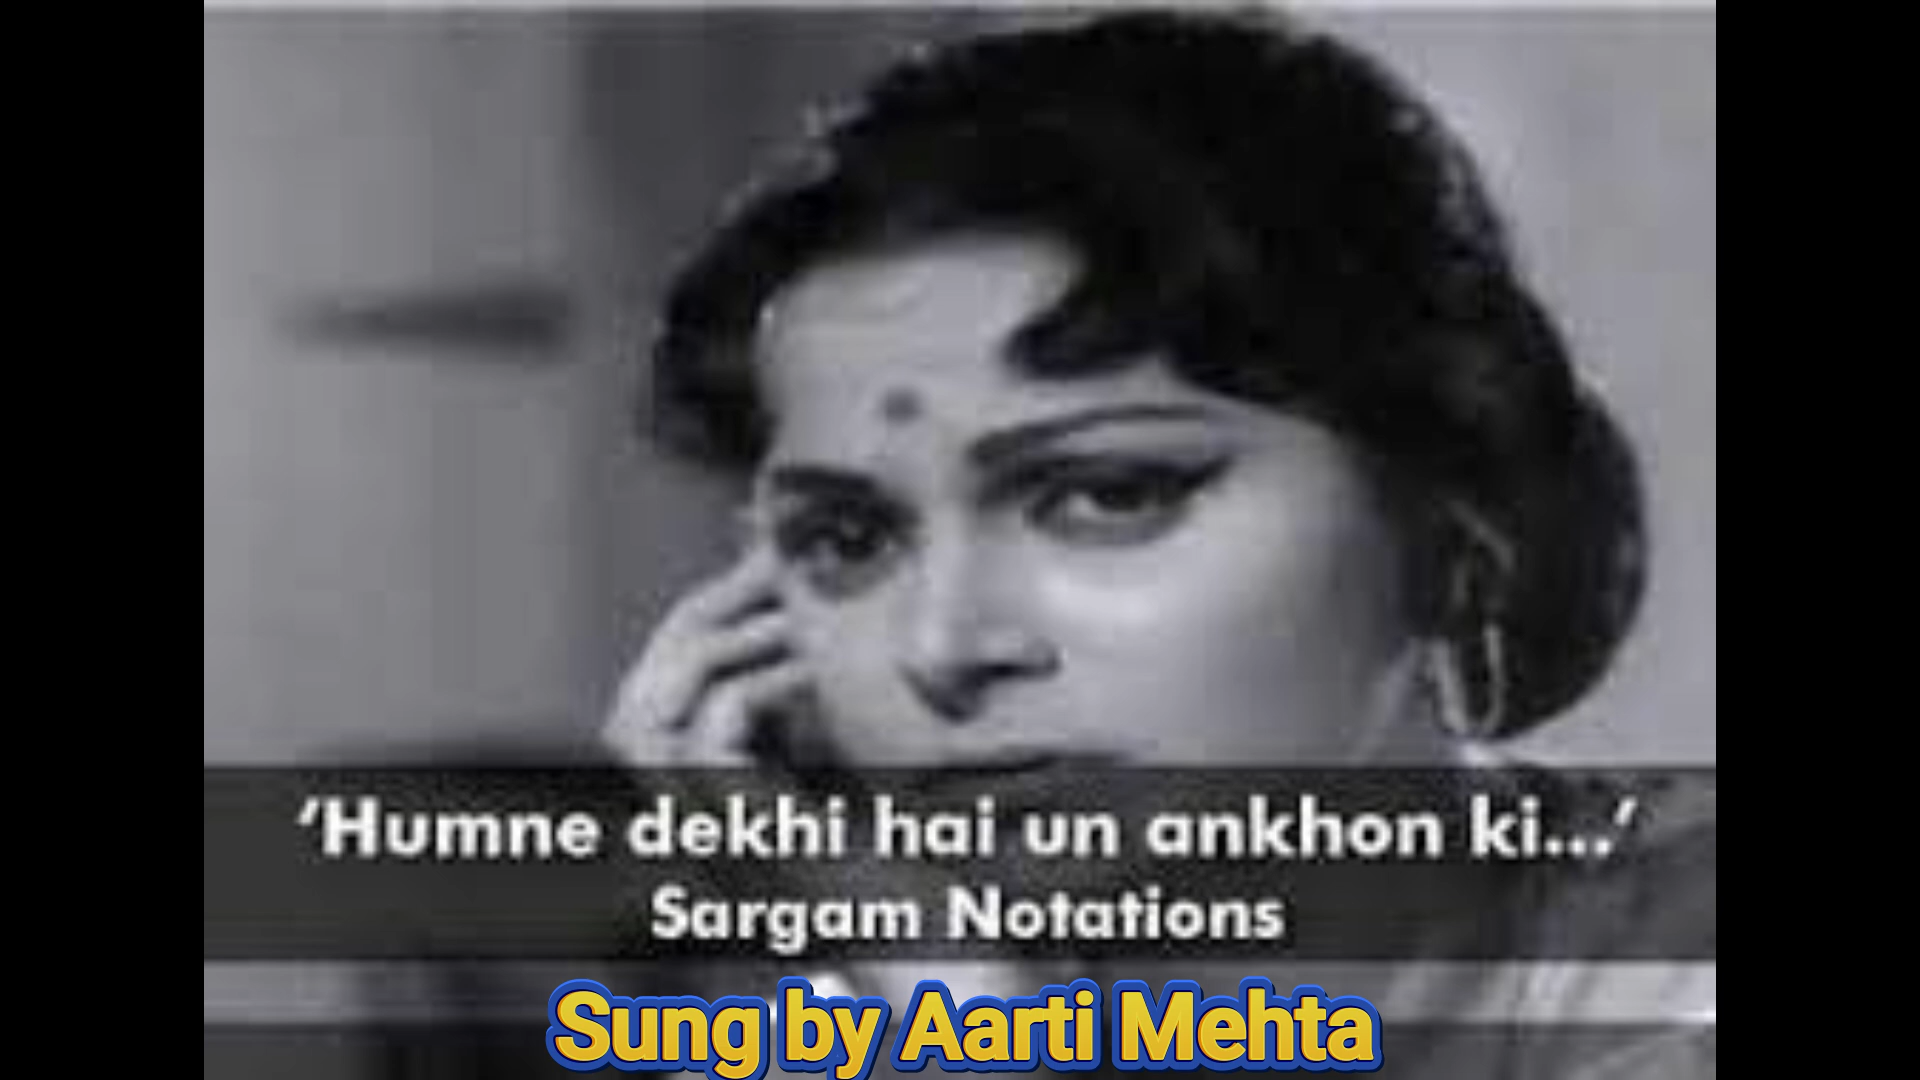 ‘Humne dekhi hai un ankhon ki...’
Sargam Notations
Sung by Aarti Mehta